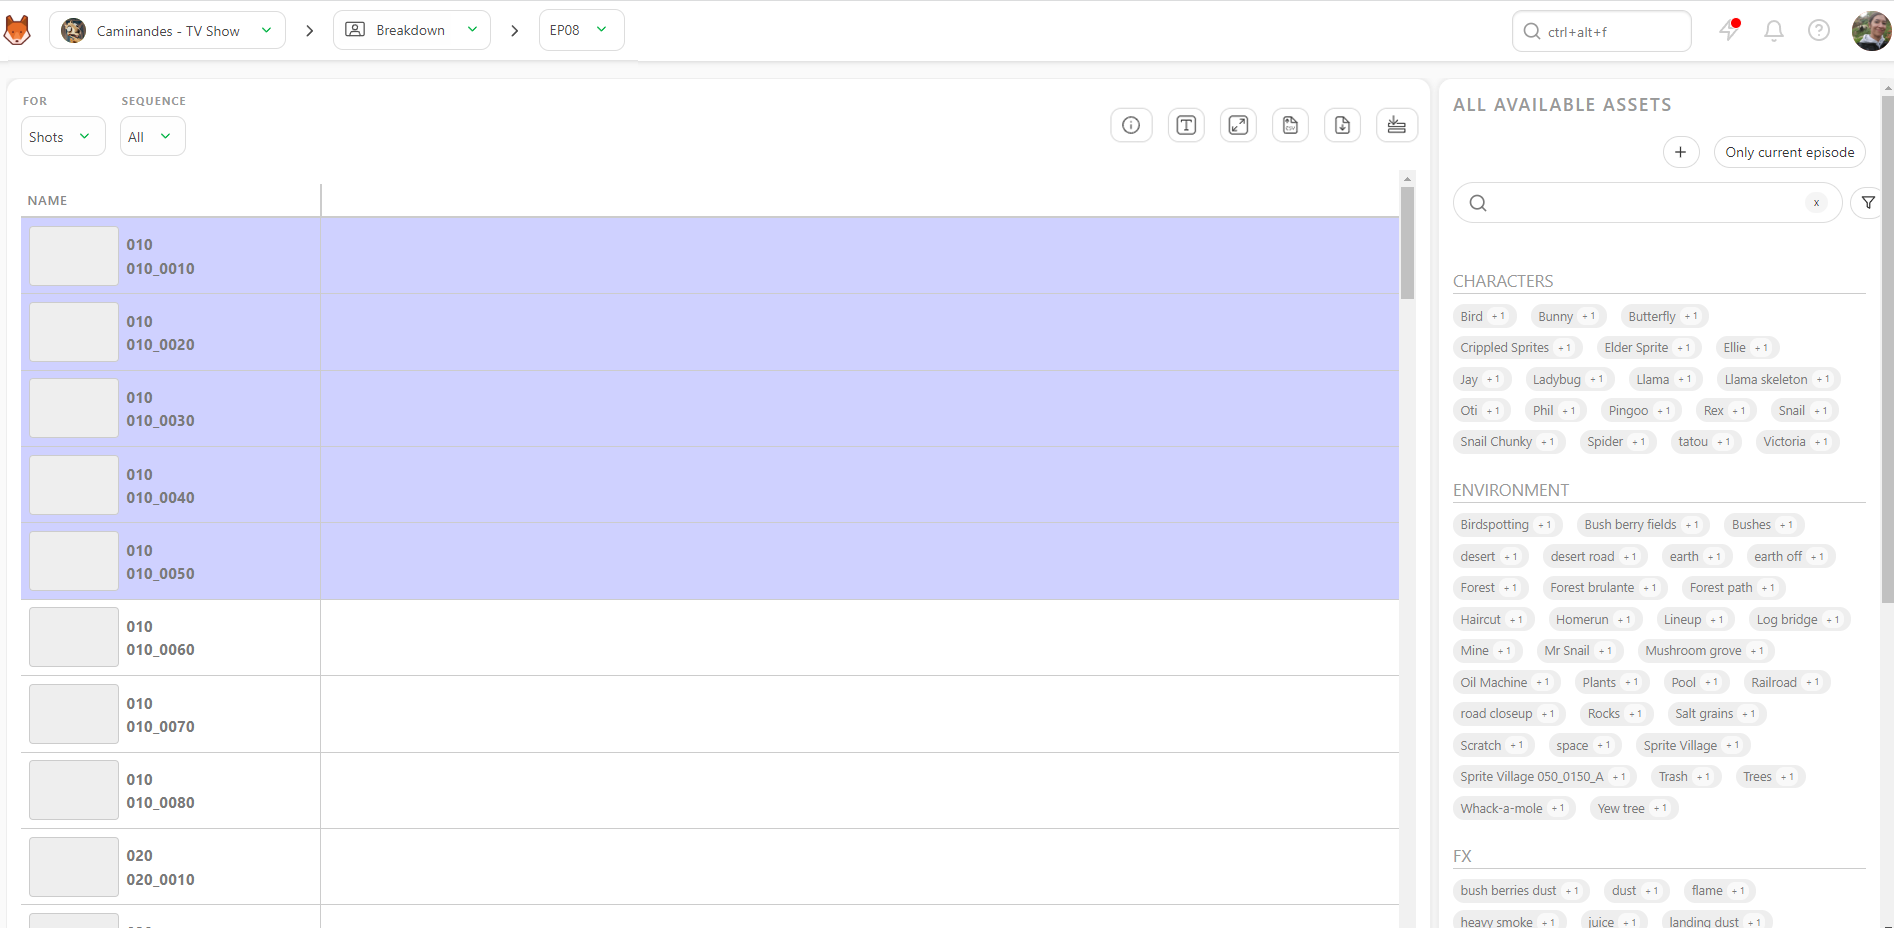 Caminandes - TV Show
Breakdown
EP08
ctrl+alt+f
FOR
SEQUENCE
Shots
All
CSV
NAME
010
010_0010
010
010_0020
010
010_0030
010
010_0040
010
010_0050
010
010_0060
010
010_0070
010
010_0080
020
020_0010
ALL AVAILABLE ASSETS
+
Only current episode
x
CHARACTERS
Bird +1 Bunny +1 Butterfly +1
Crippled Sprites +1 Elder Sprite +1 Ellie +1
Jay +1 Ladybug +1 Llama +1 Llama skeleton +1
Oti +1 Phil +1 Pingoo +1 Rex +1 Snail +1
Snail Chunky +1 Spider +1 tatou +1 Victoria +1
ENVIRONMENT
Birdspotting +1 Bush berry fields +1 Bushes +1
desert +1 desert road +1 earth +1 earth off +1
Forest +1 Forest brulante +1 Forest path +1
Haircut +1 Homerun +1 Lineup +1 Log bridge +1
Mine +1 Mr Snail +1 Mushroom grove +1
Oil Machine +1 Plants +1 Pool +1 Railroad +1
road closeup +1 Rocks +1 Salt grains +1
Scratch +1 space +1 Sprite Village +1
Sprite Village 050_0150_A +1 Trash +1 Trees +1
Whack-a-mole +1 Yew tree +1
FX
bush berries dust +1 dust +1 flame +1
heavy smoke +1 juice +1 landing dust +1